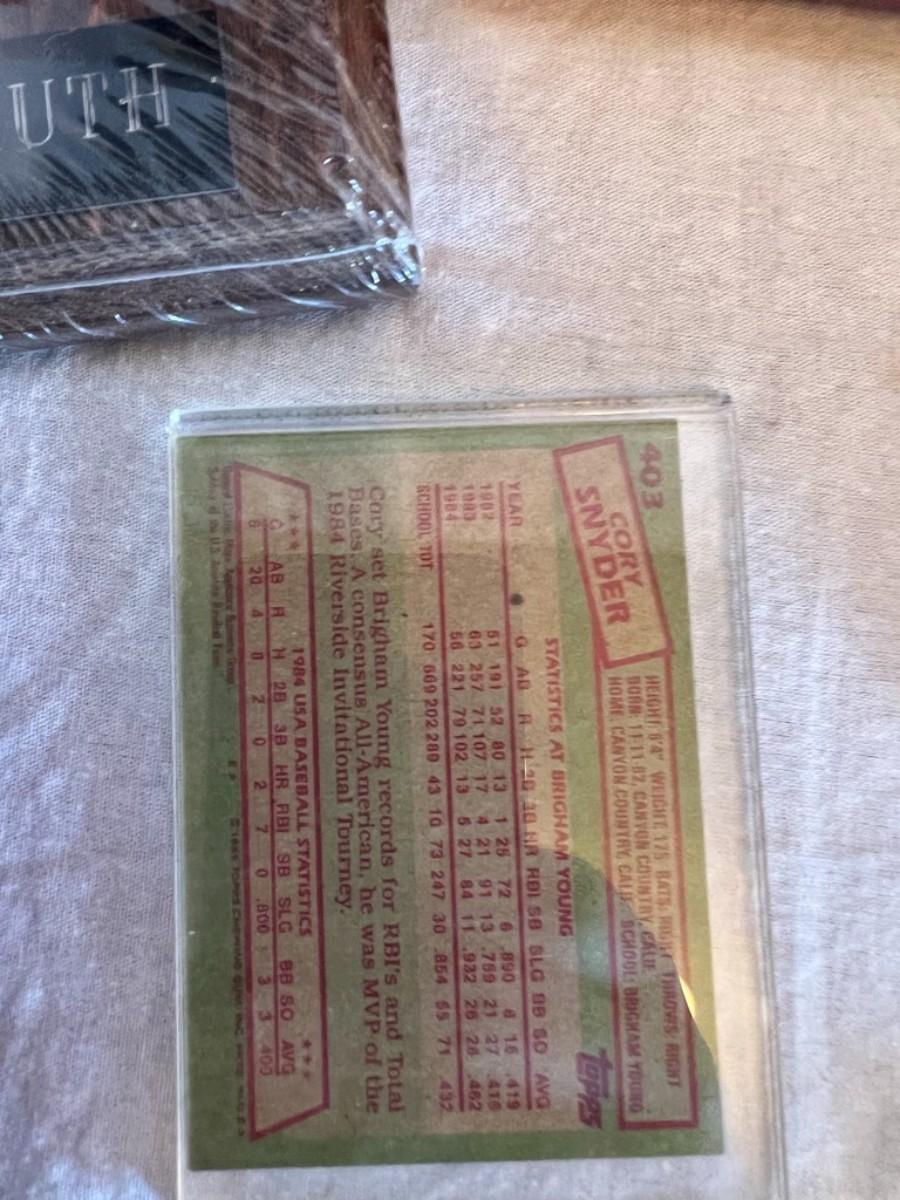 UTH
403
CORY
SNYDER
HEIGHT: 6'4" WEIGHT: 175 BATS: RIGHT THROWS: RIGHT
BORN: 11-11-62, CANYON COUNTRY, CALIF.
HOME: CANYON COUNTRY, CALIF. SCHOOL: BRIGHAM YOUNG
topps
STATISTICS AT BRIGHAM YOUNG
YEAR G AB R H 2B 3B HR RBI SB SLG BB SO AVG
1982 51 191 52 80 13 1 25 72 6 .890 8 16 .419
1983 63 257 71 107 17 4 21 91 13 .759 21 27 .416
1984 56 221 79 102 13 5 27 84 11 .932 26 28 .462
SCHOOL TOT 170 669 202 289 43 10 73 247 30 .854 55 71 .432
Cory set Brigham Young records for RBI's and Total
Bases. A consensus All-American, he was MVP of the
1984 Riverside Invitational Tourney.
1984 USA BASEBALL STATISTICS
G AB R H 2B 3B HR RBI SB SLG BB SO AVG
6 20 4 8 2 0 2 7 0 .800 3 3 .400
© 1985 TOPPS CHEWING GUM, INC.